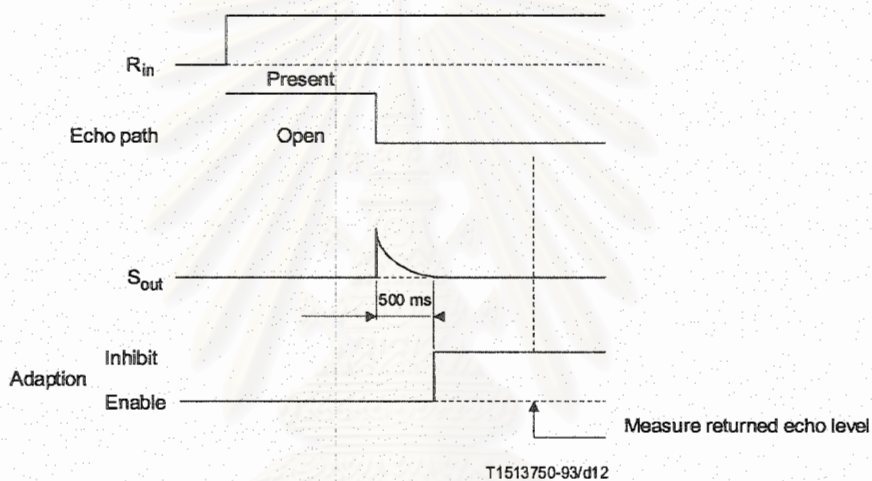 R_in
Present
Echo path
Open
S_out
500 ms
Inhibit
Adaption
Enable
Measure returned echo level
T1513750-93/d12